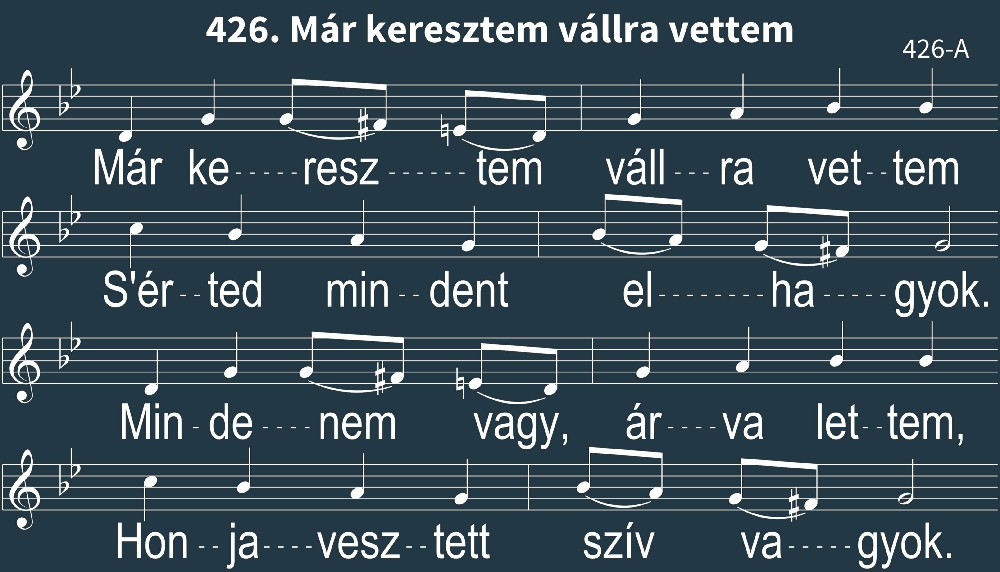 426. Már keresztem vállra vettem
426-A
Már ke-----resz------tem váll---ra vet--tem
S'ér--ted min--dent el--------ha-----gyok.
Min-de----nem vagy, ár----va let--tem,
Hon--ja----vesz--tett szív va-----gyok.